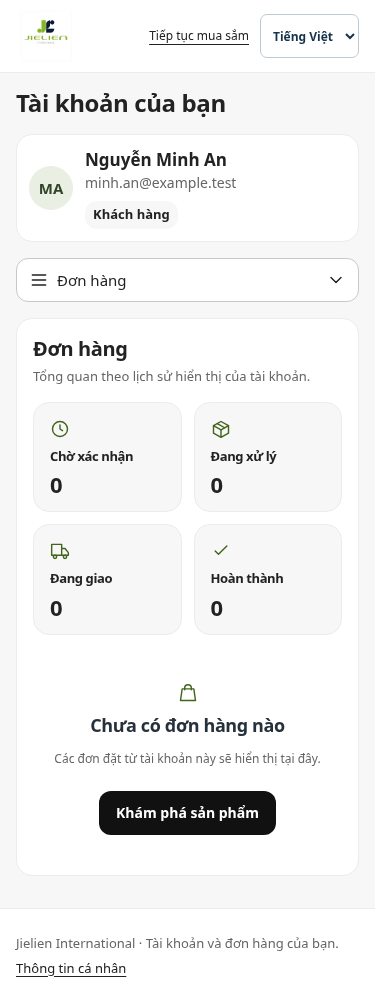 JIELIEN
Tiếp tục mua sắm
Tiếng Việt
Tài khoản của bạn
MA
Nguyễn Minh An
minh.an@example.test
Khách hàng
Đơn hàng
Đơn hàng
Tổng quan theo lịch sử hiển thị của tài khoản.
Chờ xác nhận
0
Đang xử lý
0
Đang giao
0
Hoàn thành
0
Chưa có đơn hàng nào
Các đơn đặt từ tài khoản này sẽ hiển thị tại đây.
Khám phá sản phẩm
Jielien International · Tài khoản và đơn hàng của bạn.
Thông tin cá nhân